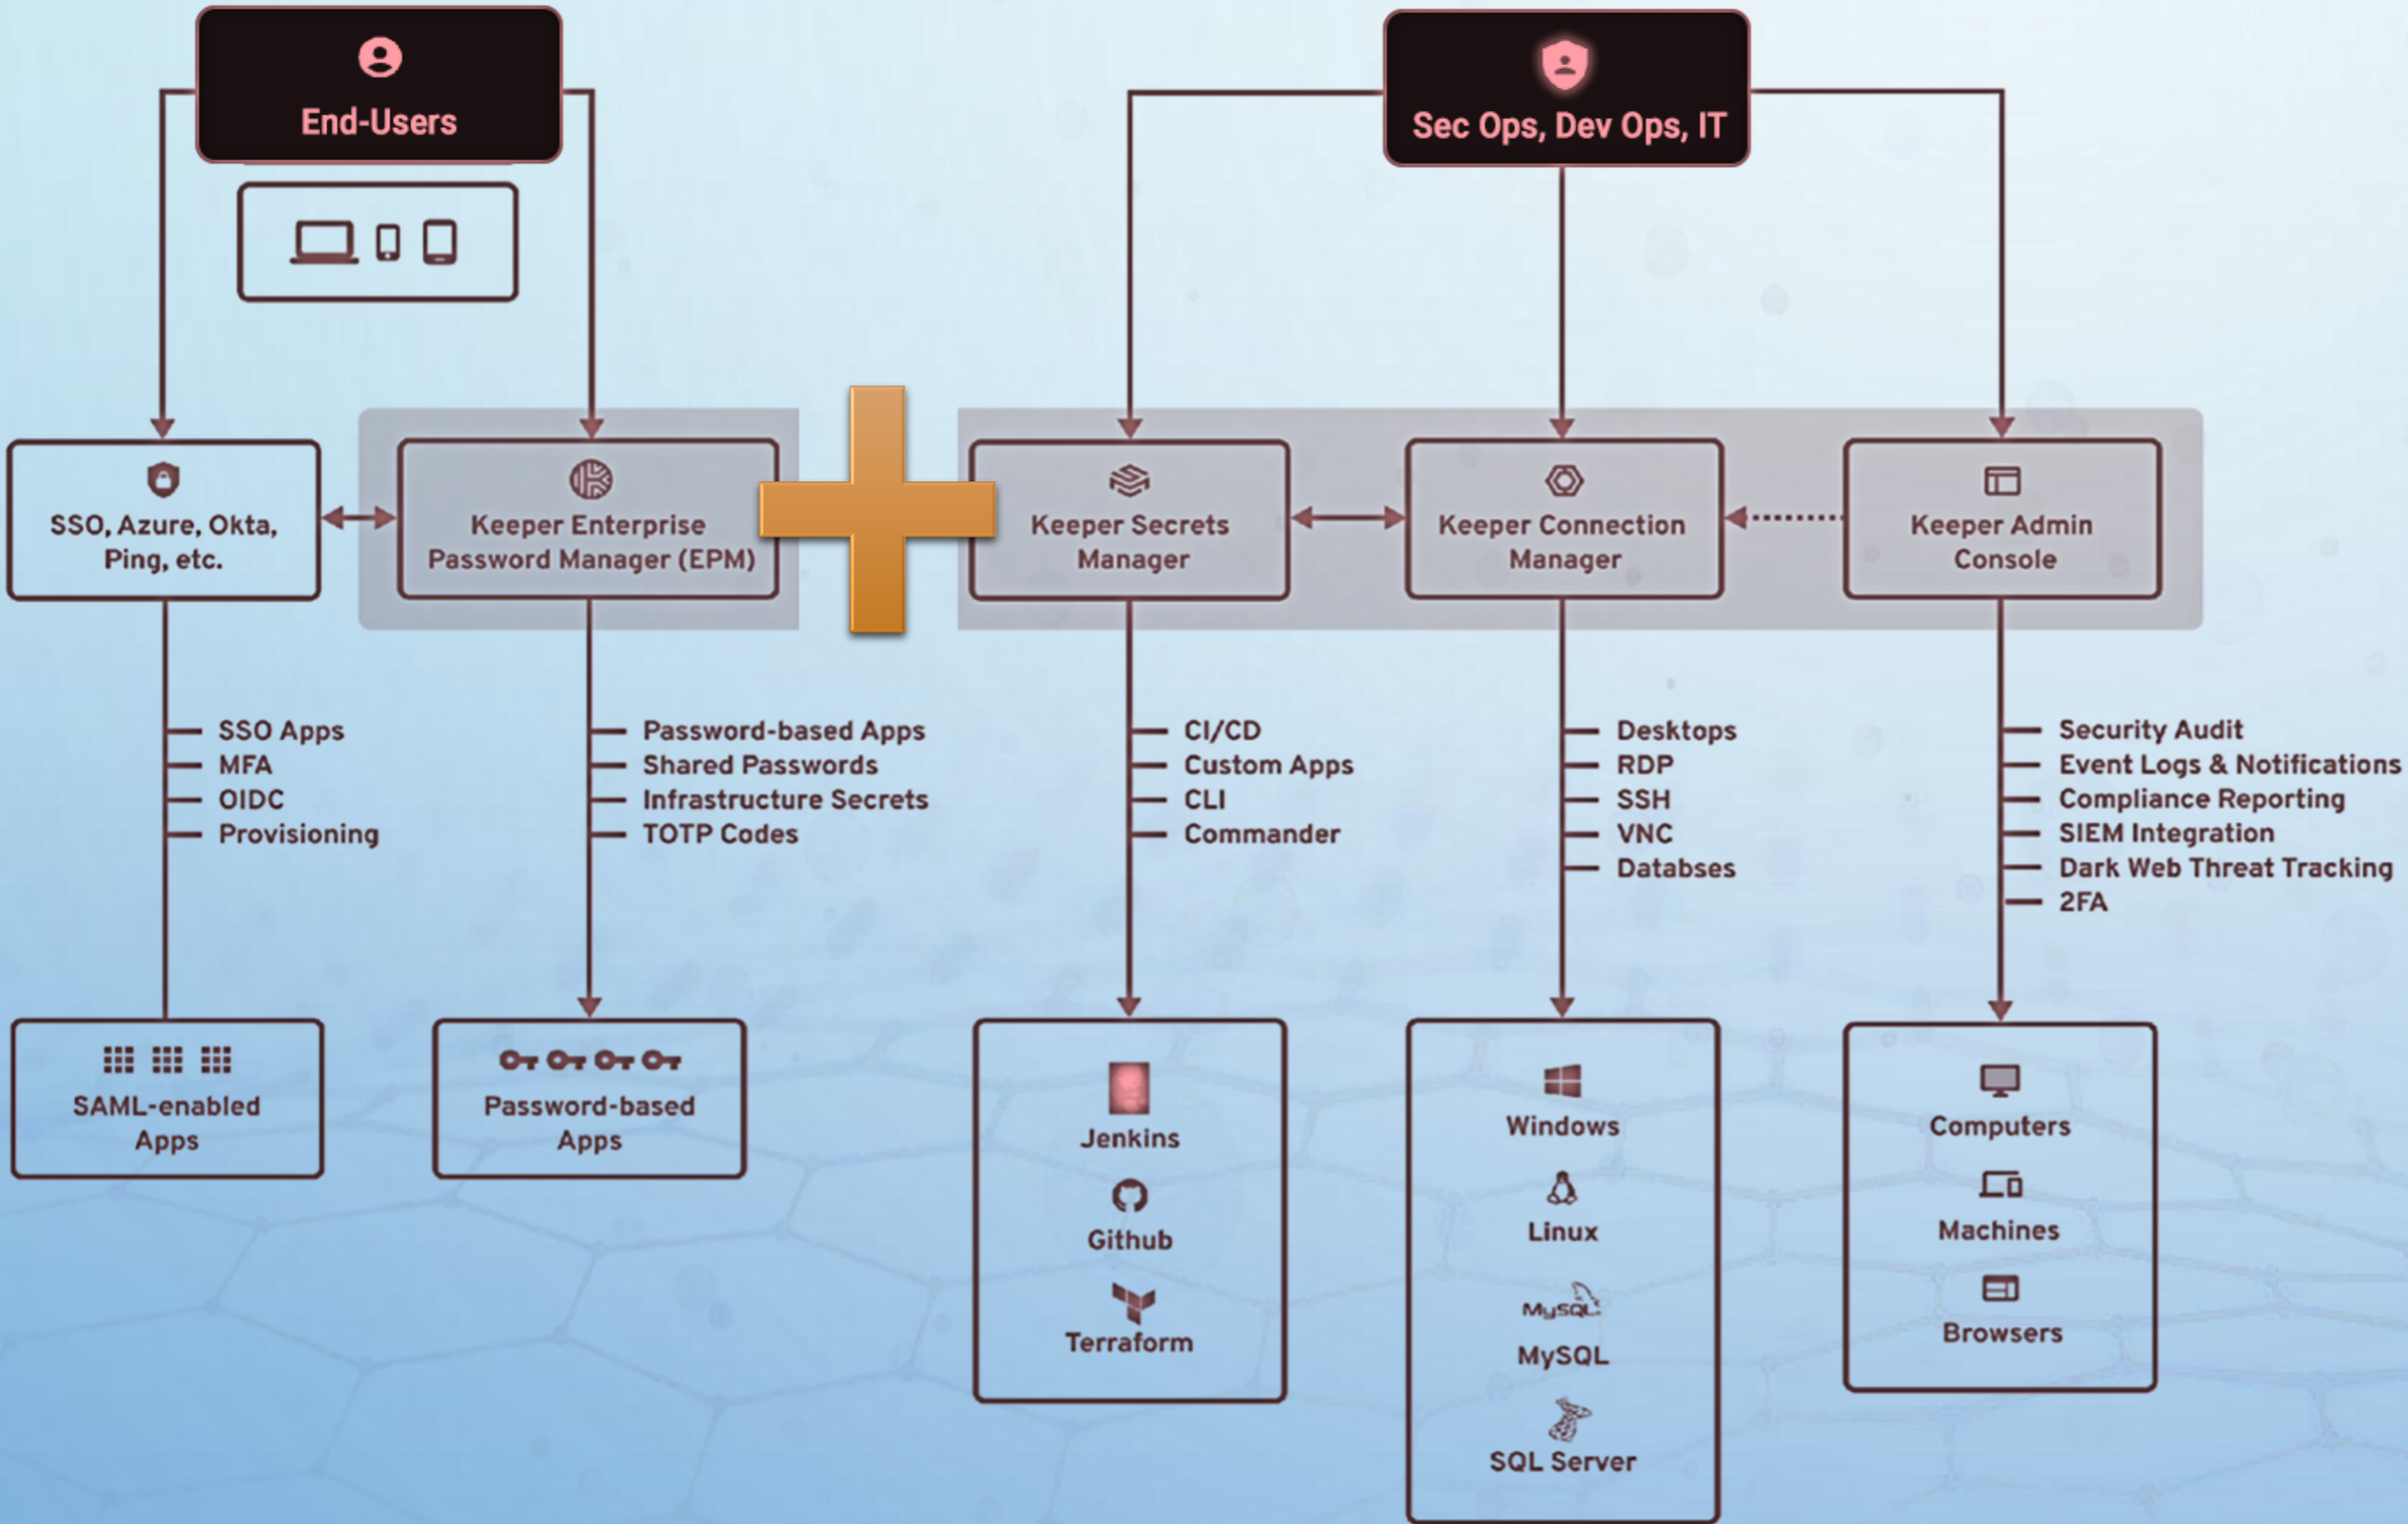 End-Users
Sec Ops, Dev Ops, IT
SSO, Azure, Okta,
Ping, etc.
Keeper Enterprise
Password Manager (EPM)
Keeper Secrets
Manager
Keeper Connection
Manager
Keeper Admin
Console
SSO Apps
MFA
OIDC
Provisioning
Password-based Apps
Shared Passwords
Infrastructure Secrets
TOTP Codes
CI/CD
Custom Apps
CLI
Commander
Desktops
RDP
SSH
VNC
Databses
Security Audit
Event Logs & Notifications
Compliance Reporting
SIEM Integration
Dark Web Threat Tracking
2FA
SAML-enabled
Apps
Password-based
Apps
Jenkins
Github
Terraform
Windows
Linux
MySQL
MySQL
SQL Server
Computers
Machines
Browsers